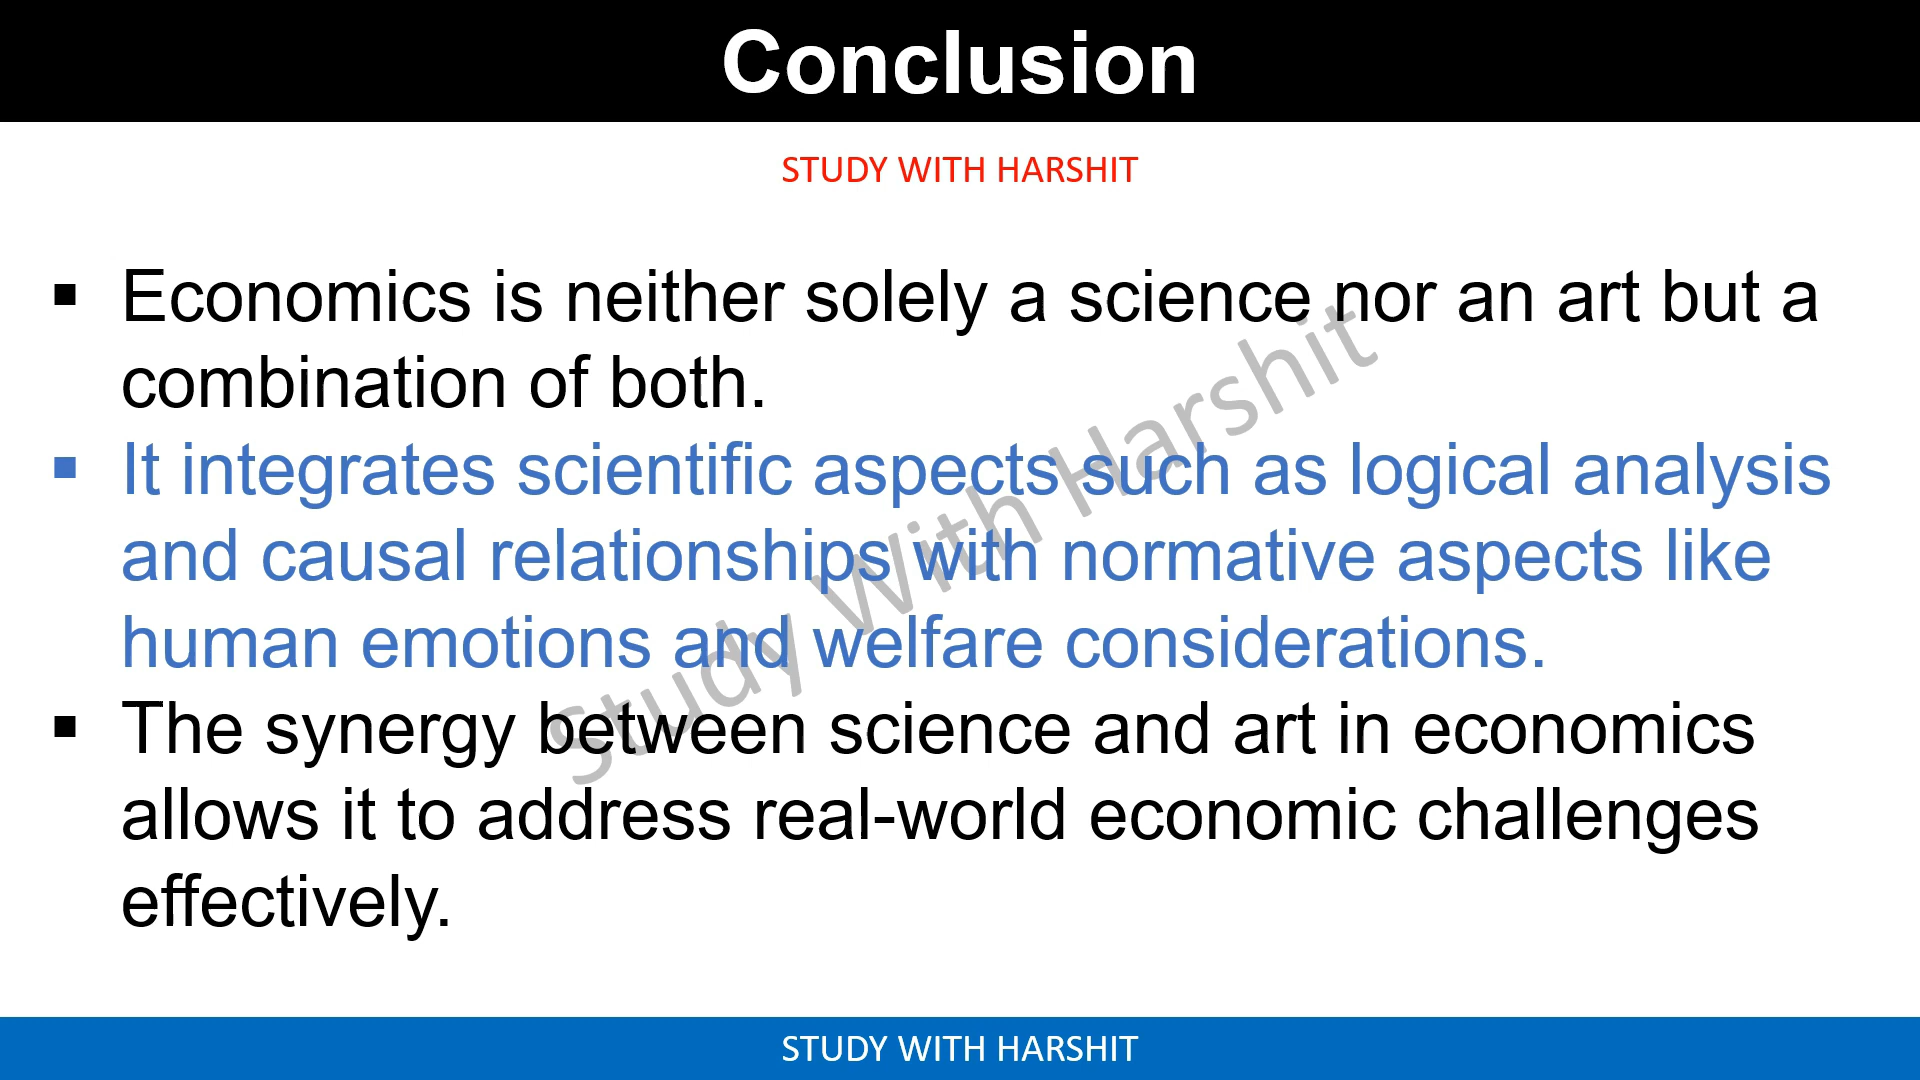 Conclusion
STUDY WITH HARSHIT
▪ Economics is neither solely a science nor an art but a
combination of both.
▪ It integrates scientific aspects such as logical analysis
and causal relationships with normative aspects like
human emotions and welfare considerations.
▪ The synergy between science and art in economics
allows it to address real-world economic challenges
effectively.
Study With Harshit
STUDY WITH HARSHIT